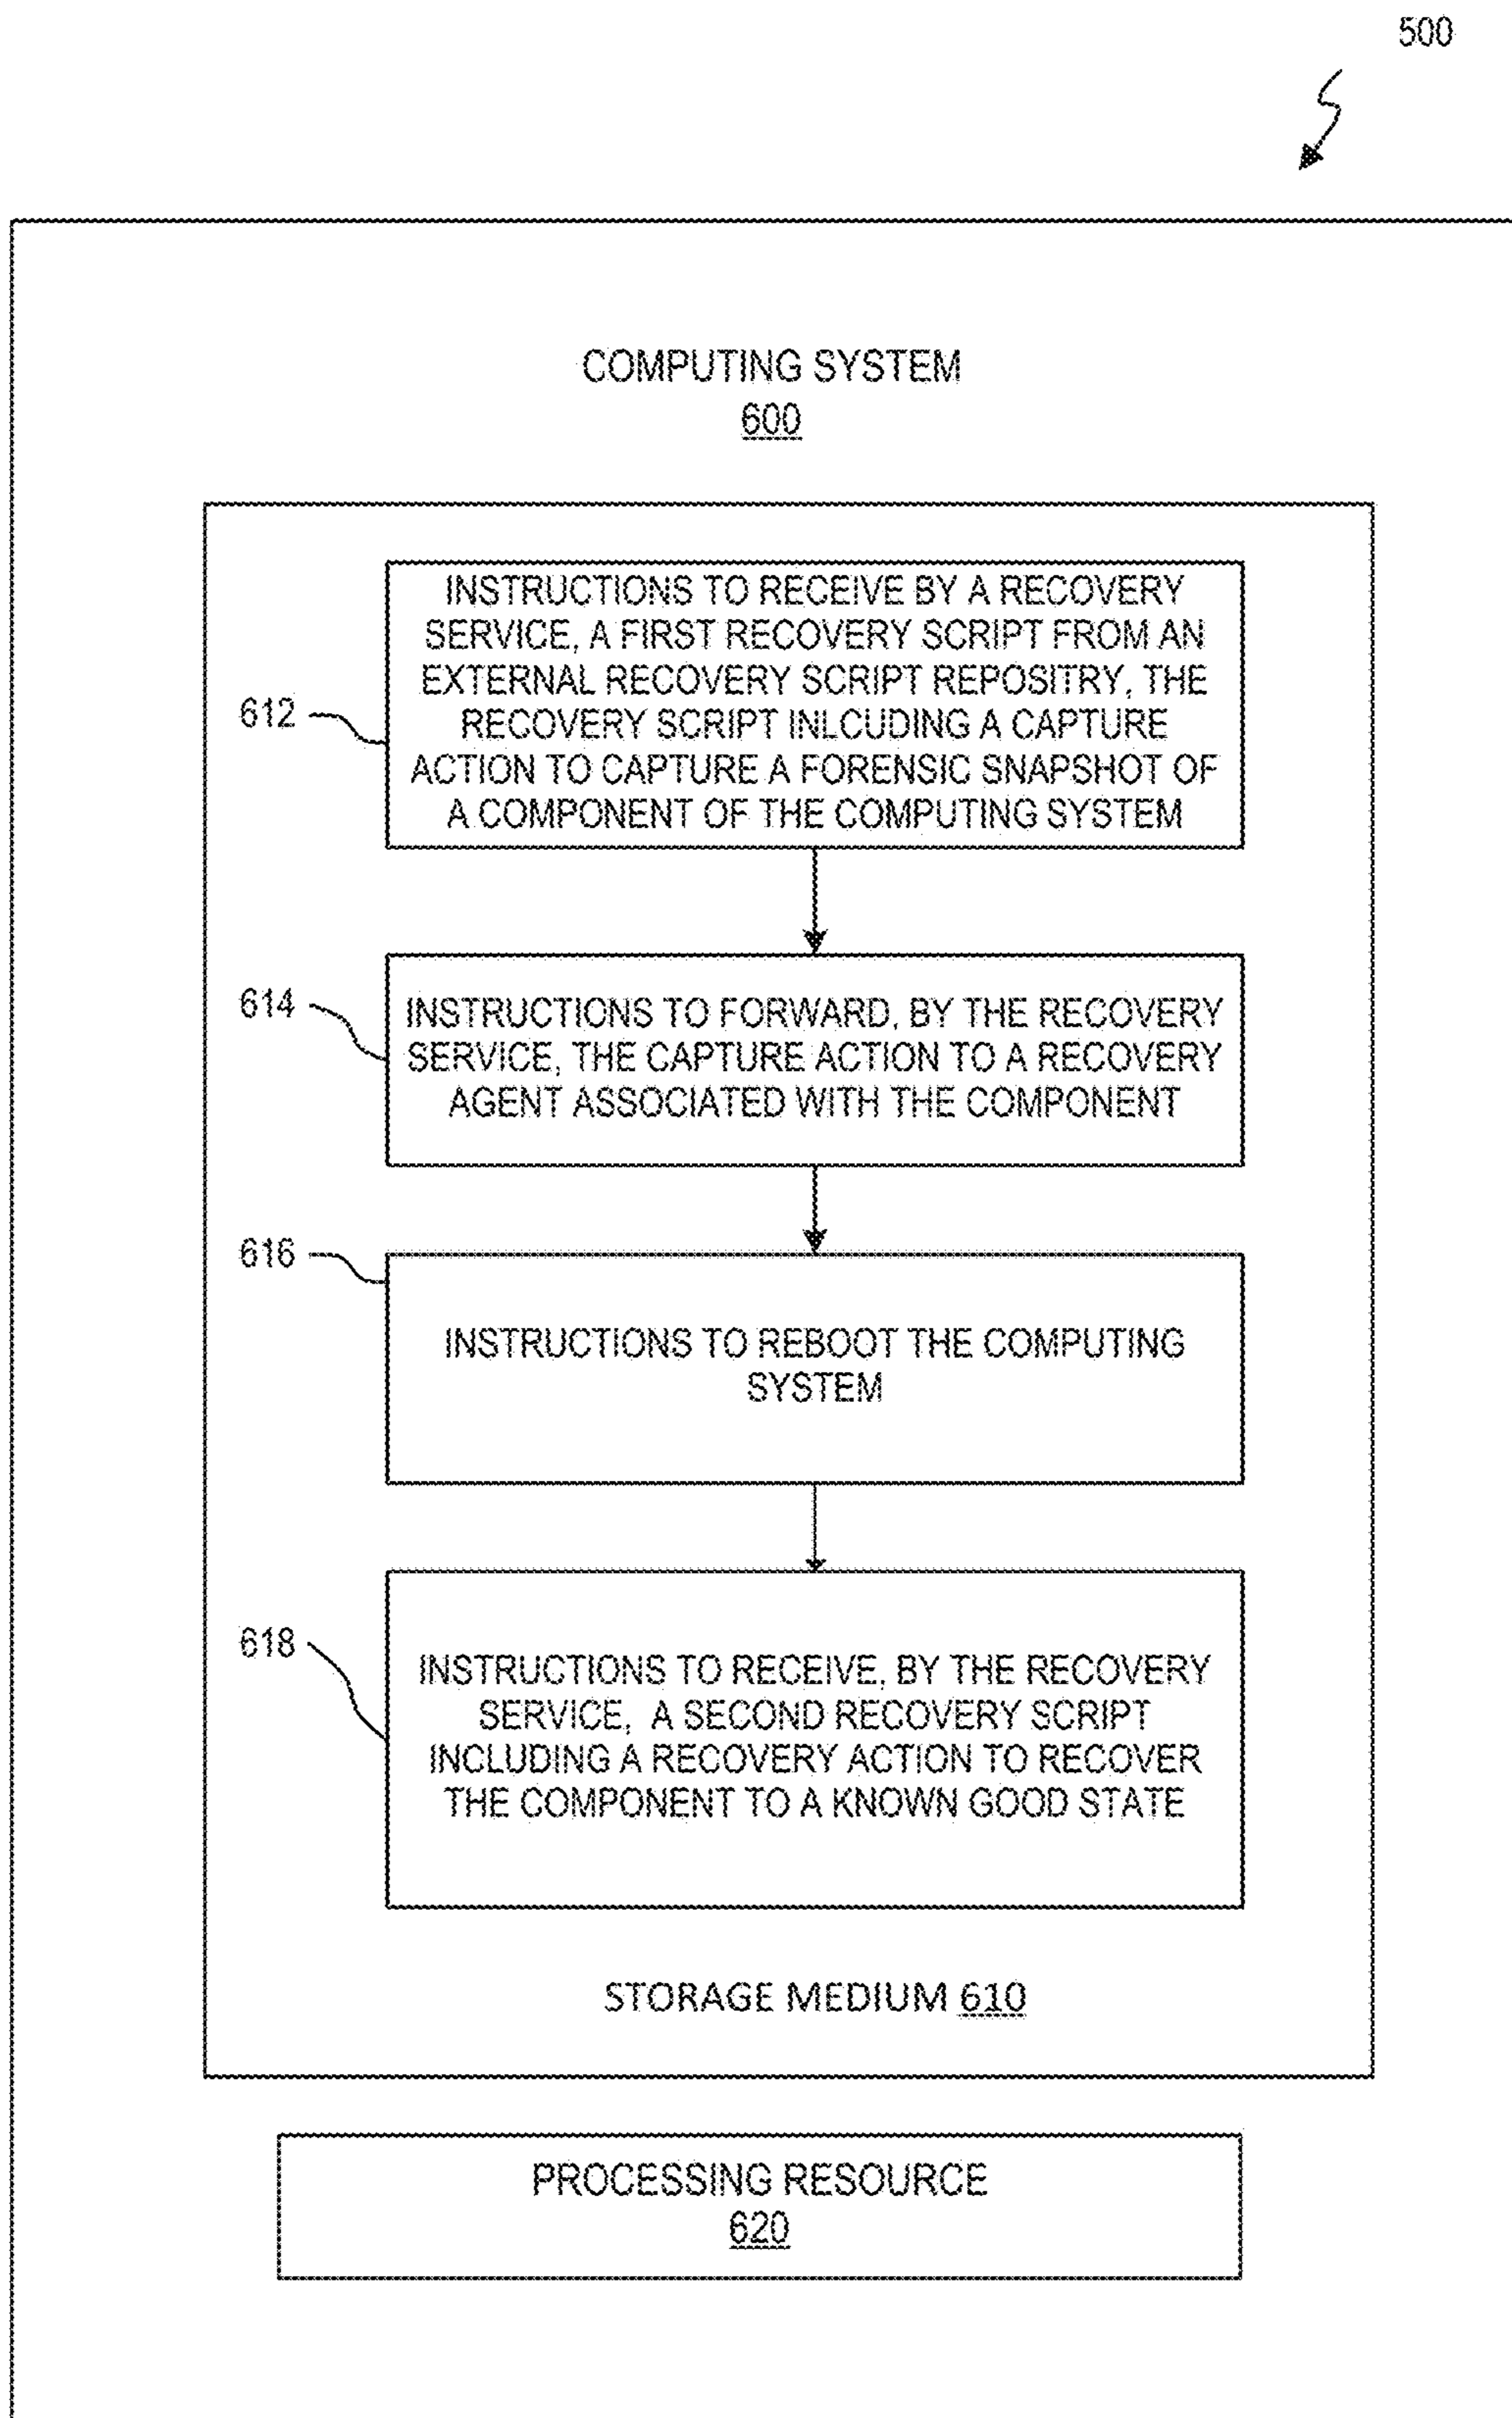 500
COMPUTING SYSTEM
600
INSTRUCTIONS TO RECEIVE BY A RECOVERY
SERVICE, A FIRST RECOVERY SCRIPT FROM AN
EXTERNAL RECOVERY SCRIPT REPOSITRY, THE
RECOVERY SCRIPT INLCUDING A CAPTURE
ACTION TO CAPTURE A FORENSIC SNAPSHOT OF
A COMPONENT OF THE COMPUTING SYSTEM
612
614
INSTRUCTIONS TO FORWARD, BY THE RECOVERY
SERVICE, THE CAPTURE ACTION TO A RECOVERY
AGENT ASSOCIATED WITH THE COMPONENT
616
INSTRUCTIONS TO REBOOT THE COMPUTING
SYSTEM
618
INSTRUCTIONS TO RECEIVE, BY THE RECOVERY
SERVICE, A SECOND RECOVERY SCRIPT
INCLUDING A RECOVERY ACTION TO RECOVER
THE COMPONENT TO A KNOWN GOOD STATE
STORAGE MEDIUM 610
PROCESSING RESOURCE
620